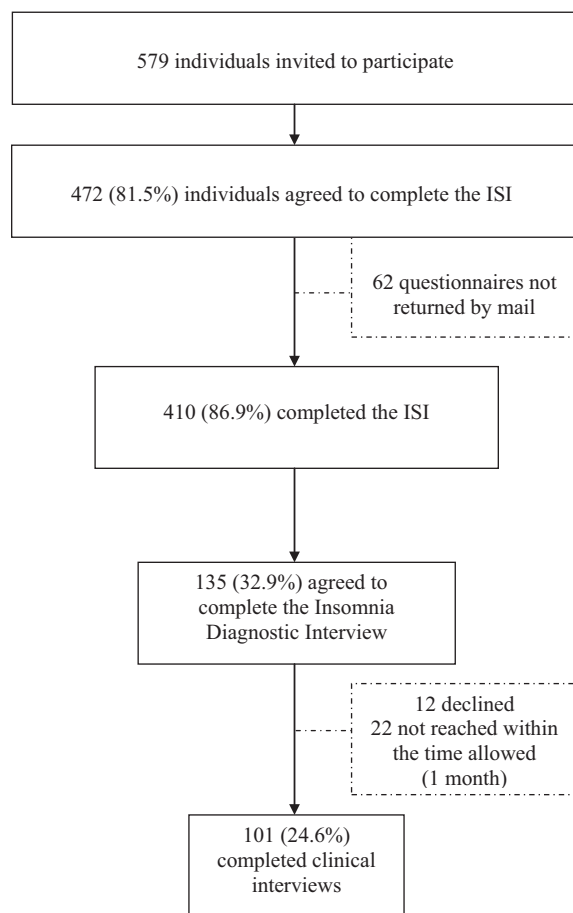 579 individuals invited to participate
472 (81.5%) individuals agreed to complete the ISI
62 questionnaires not
returned by mail
410 (86.9%) completed the ISI
135 (32.9%) agreed to
complete the Insomnia
Diagnostic Interview
12 declined
22 not reached within
the time allowed
(1 month)
101 (24.6%)
completed clinical
interviews